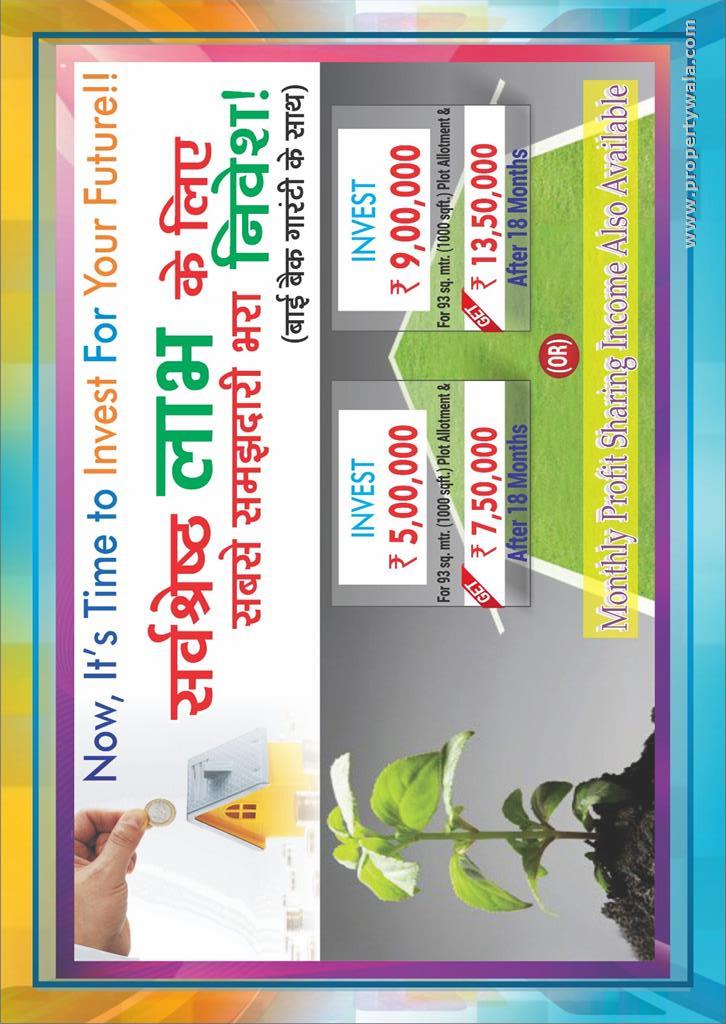 Now, It's Time to Invest For Your Future!!
सर्वश्रेष्ठ लाभ के लिए
सबसे समझदारी भरा निवेश!
(बाई बैक गारंटी के साथ)
INVEST
₹ 5,00,000
For 93 sq. mtr. (1000 sqft.) Plot Allotment &
GET ₹ 7,50,000
After 18 Months
INVEST
₹ 9,00,000
For 93 sq. mtr. (1000 sqft.) Plot Allotment &
GET ₹ 13,50,000
After 18 Months
(OR)
Monthly Profit Sharing Income Also Available
www.propertywala.com